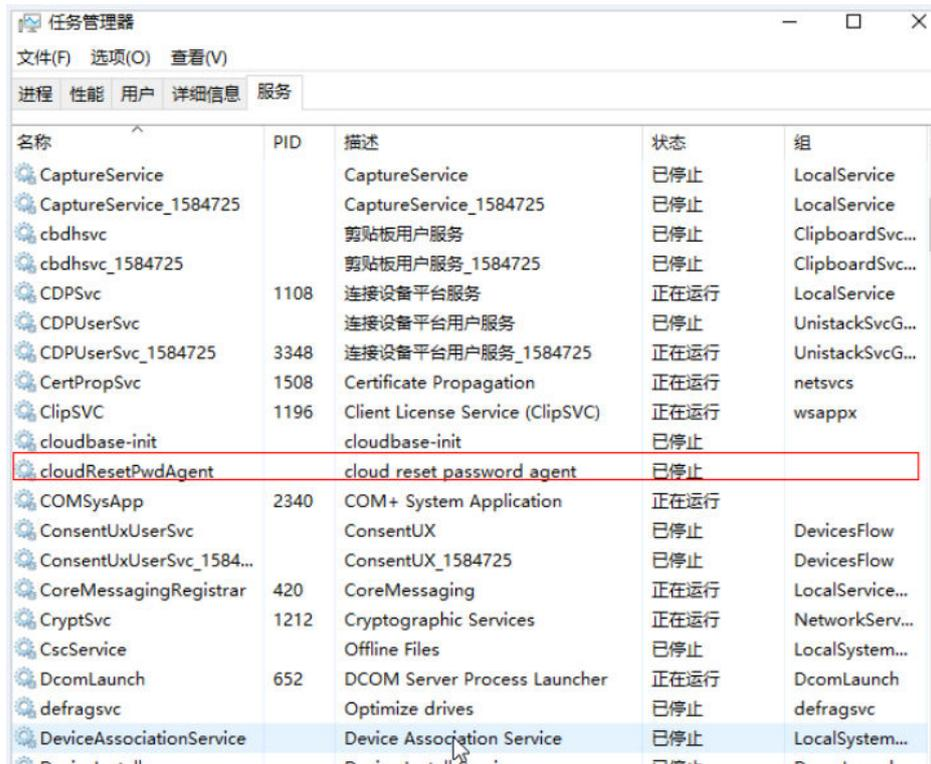 任务管理器
文件(F) 选项(O) 查看(V)
进程 性能 用户 详细信息 服务
名称 PID 描述 状态 组
CaptureService CaptureService 已停止 LocalService
CaptureService_1584725 CaptureService_1584725 已停止 LocalService
cbdhsvc 剪贴板用户服务 已停止 ClipboardSvc...
cbdhsvc_1584725 剪贴板用户服务_1584725 已停止 ClipboardSvc...
CDPSvc 1108 连接设备平台服务 正在运行 LocalService
CDPUserSvc 连接设备平台用户服务 已停止 UnistackSvcG...
CDPUserSvc_1584725 3348 连接设备平台用户服务_1584725 正在运行 UnistackSvcG...
CertPropSvc 1508 Certificate Propagation 正在运行 netsvcs
ClipSVC 1196 Client License Service (ClipSVC) 正在运行 wsappx
cloudbase-init cloudbase-init 已停止
cloudResetPwdAgent cloud reset password agent 已停止
COMSysApp 2340 COM+ System Application 正在运行
ConsentUxUserSvc ConsentUX 已停止 DevicesFlow
ConsentUxUserSvc_1584... ConsentUX_1584725 已停止 DevicesFlow
CoreMessagingRegistrar 420 CoreMessaging 正在运行 LocalService...
CryptSvc 1212 Cryptographic Services 正在运行 NetworkServ...
CscService Offline Files 已停止 LocalSystem...
DcomLaunch 652 DCOM Server Process Launcher 正在运行 DcomLaunch
defragsvc Optimize drives 已停止 defragsvc
DeviceAssociationService Device Association Service 已停止 LocalSystem...